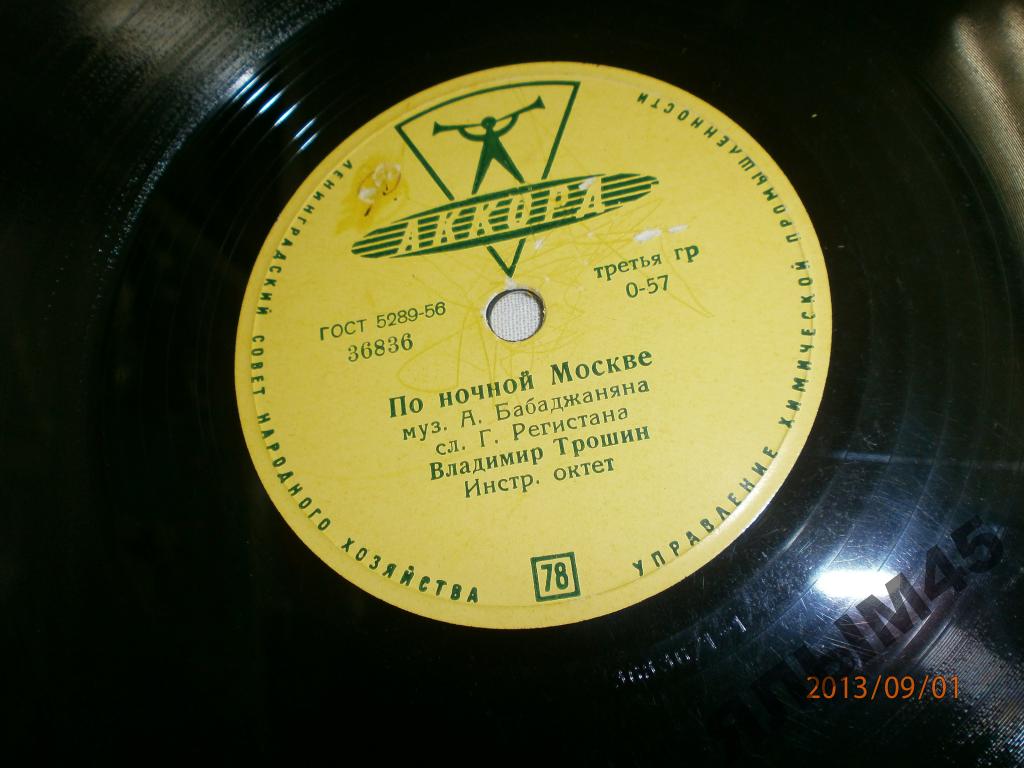 АККОРД
ЛЕНИНГРАДСКИЙ СОВЕТ НАРОДНОГО ХОЗЯЙСТВА
УПРАВЛЕНИЕ ХИМИЧЕСКОЙ ПРОМЫШЛЕННОСТИ
ГОСТ 5289-56
36836
третья гр
0-57
По ночной Москве
муз. А. Бабаджаняна
сл. Г. Регистана
Владимир Трошин
Инстр. октет
78
2013/09/01